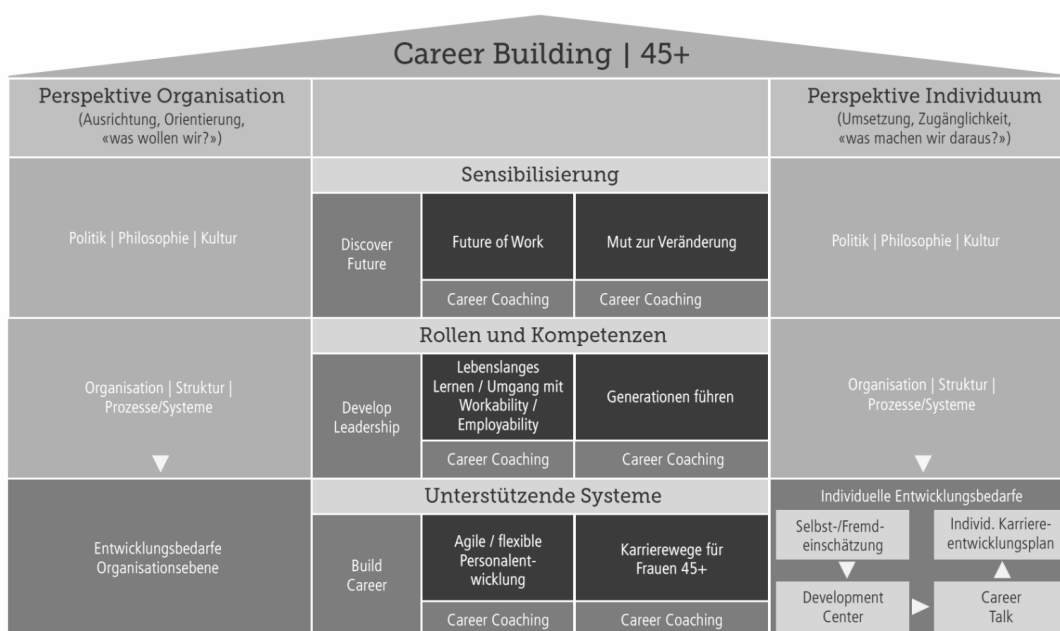 Career Building | 45+
Perspektive Organisation
(Ausrichtung, Orientierung,
«was wollen wir?»)
Perspektive Individuum
(Umsetzung, Zugänglichkeit,
«was machen wir daraus?»)
Politik | Philosophie | Kultur
Sensibilisierung
Discover
Future
Future of Work
Mut zur Veränderung
Career Coaching
Career Coaching
Politik | Philosophie | Kultur
Organisation | Struktur |
Prozesse/Systeme
Rollen und Kompetenzen
Develop
Leadership
Lebenslanges
Lernen / Umgang mit
Workability /
Employability
Generationen führen
Career Coaching
Career Coaching
Organisation | Struktur |
Prozesse/Systeme
Entwicklungsbedarfe
Organisationsebene
Unterstützende Systeme
Build
Career
Agile / flexible
Personalent-
wicklung
Karrierewege für
Frauen 45+
Career Coaching
Career Coaching
Individuelle Entwicklungsbedarfe
Selbst-/Fremd-
einschätzung
Individ. Karriere-
entwicklungsplan
Development
Center
Career
Talk